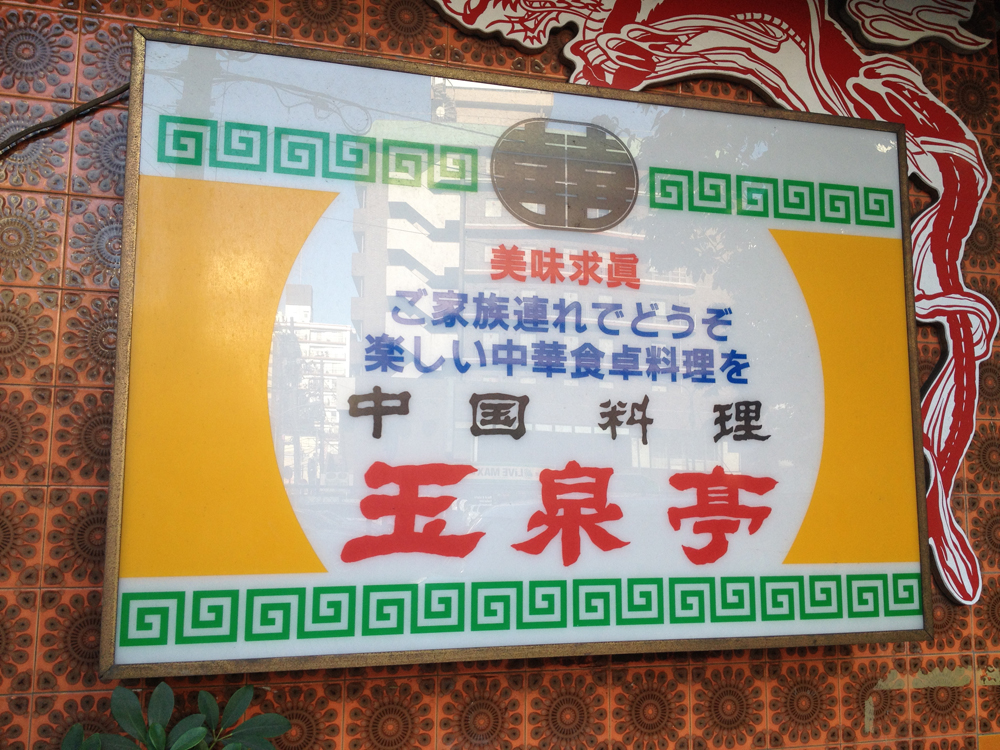 美味求眞
ご家族連れでどうぞ
楽しい中華食卓料理を
中国料理
玉泉亭